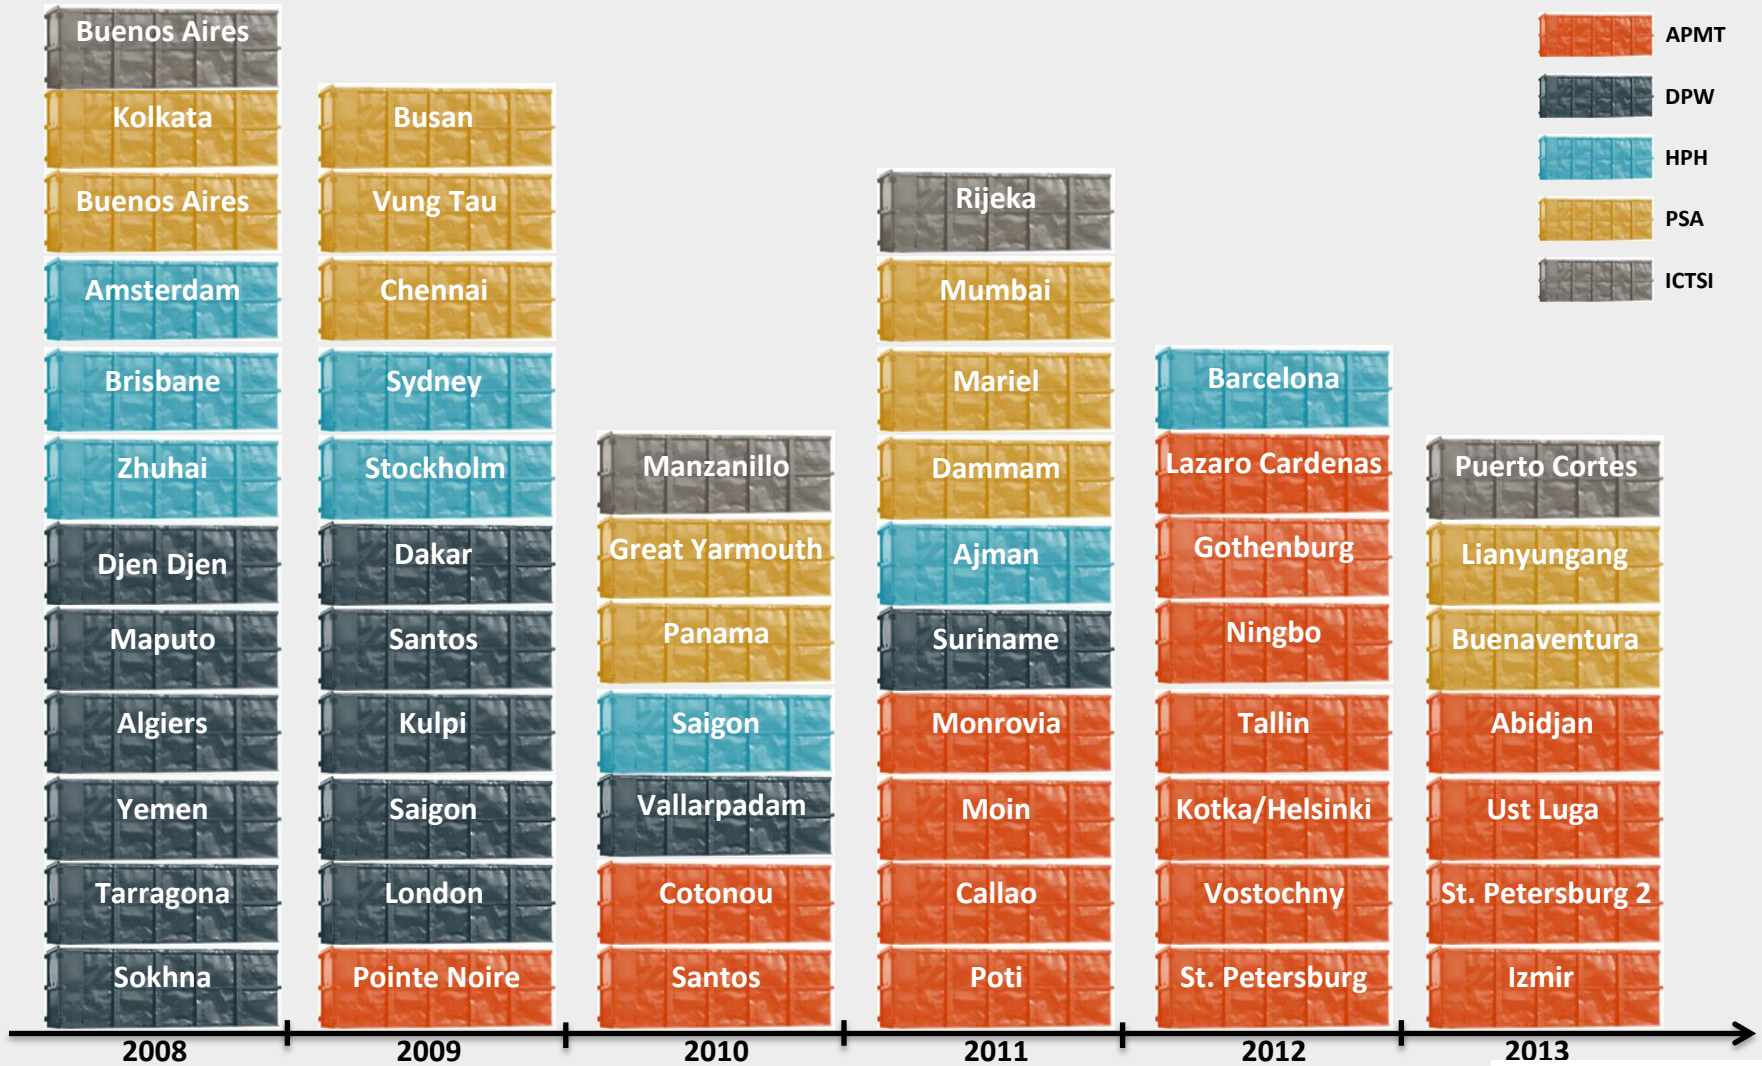 Buenos Aires
Kolkata
Buenos Aires
Amsterdam
Brisbane
Zhuhai
Djen Djen
Maputo
Algiers
Yemen
Tarragona
Sokhna
2008
Busan
Vung Tau
Chennai
Sydney
Stockholm
Dakar
Santos
Kulpi
Saigon
London
Pointe Noire
2009
Manzanillo
Great Yarmouth
Panama
Saigon
Vallarpadam
Cotonou
Santos
2010
Rijeka
Mumbai
Mariel
Dammam
Ajman
Suriname
Monrovia
Moin
Callao
Poti
2011
Barcelona
Lazaro Cardenas
Gothenburg
Ningbo
Tallin
Kotka/Helsinki
Vostochny
St. Petersburg
2012
Puerto Cortes
Lianyungang
Buenaventura
Abidjan
Ust Luga
St. Petersburg 2
Izmir
2013
APMT
DPW
HPH
PSA
ICTSI